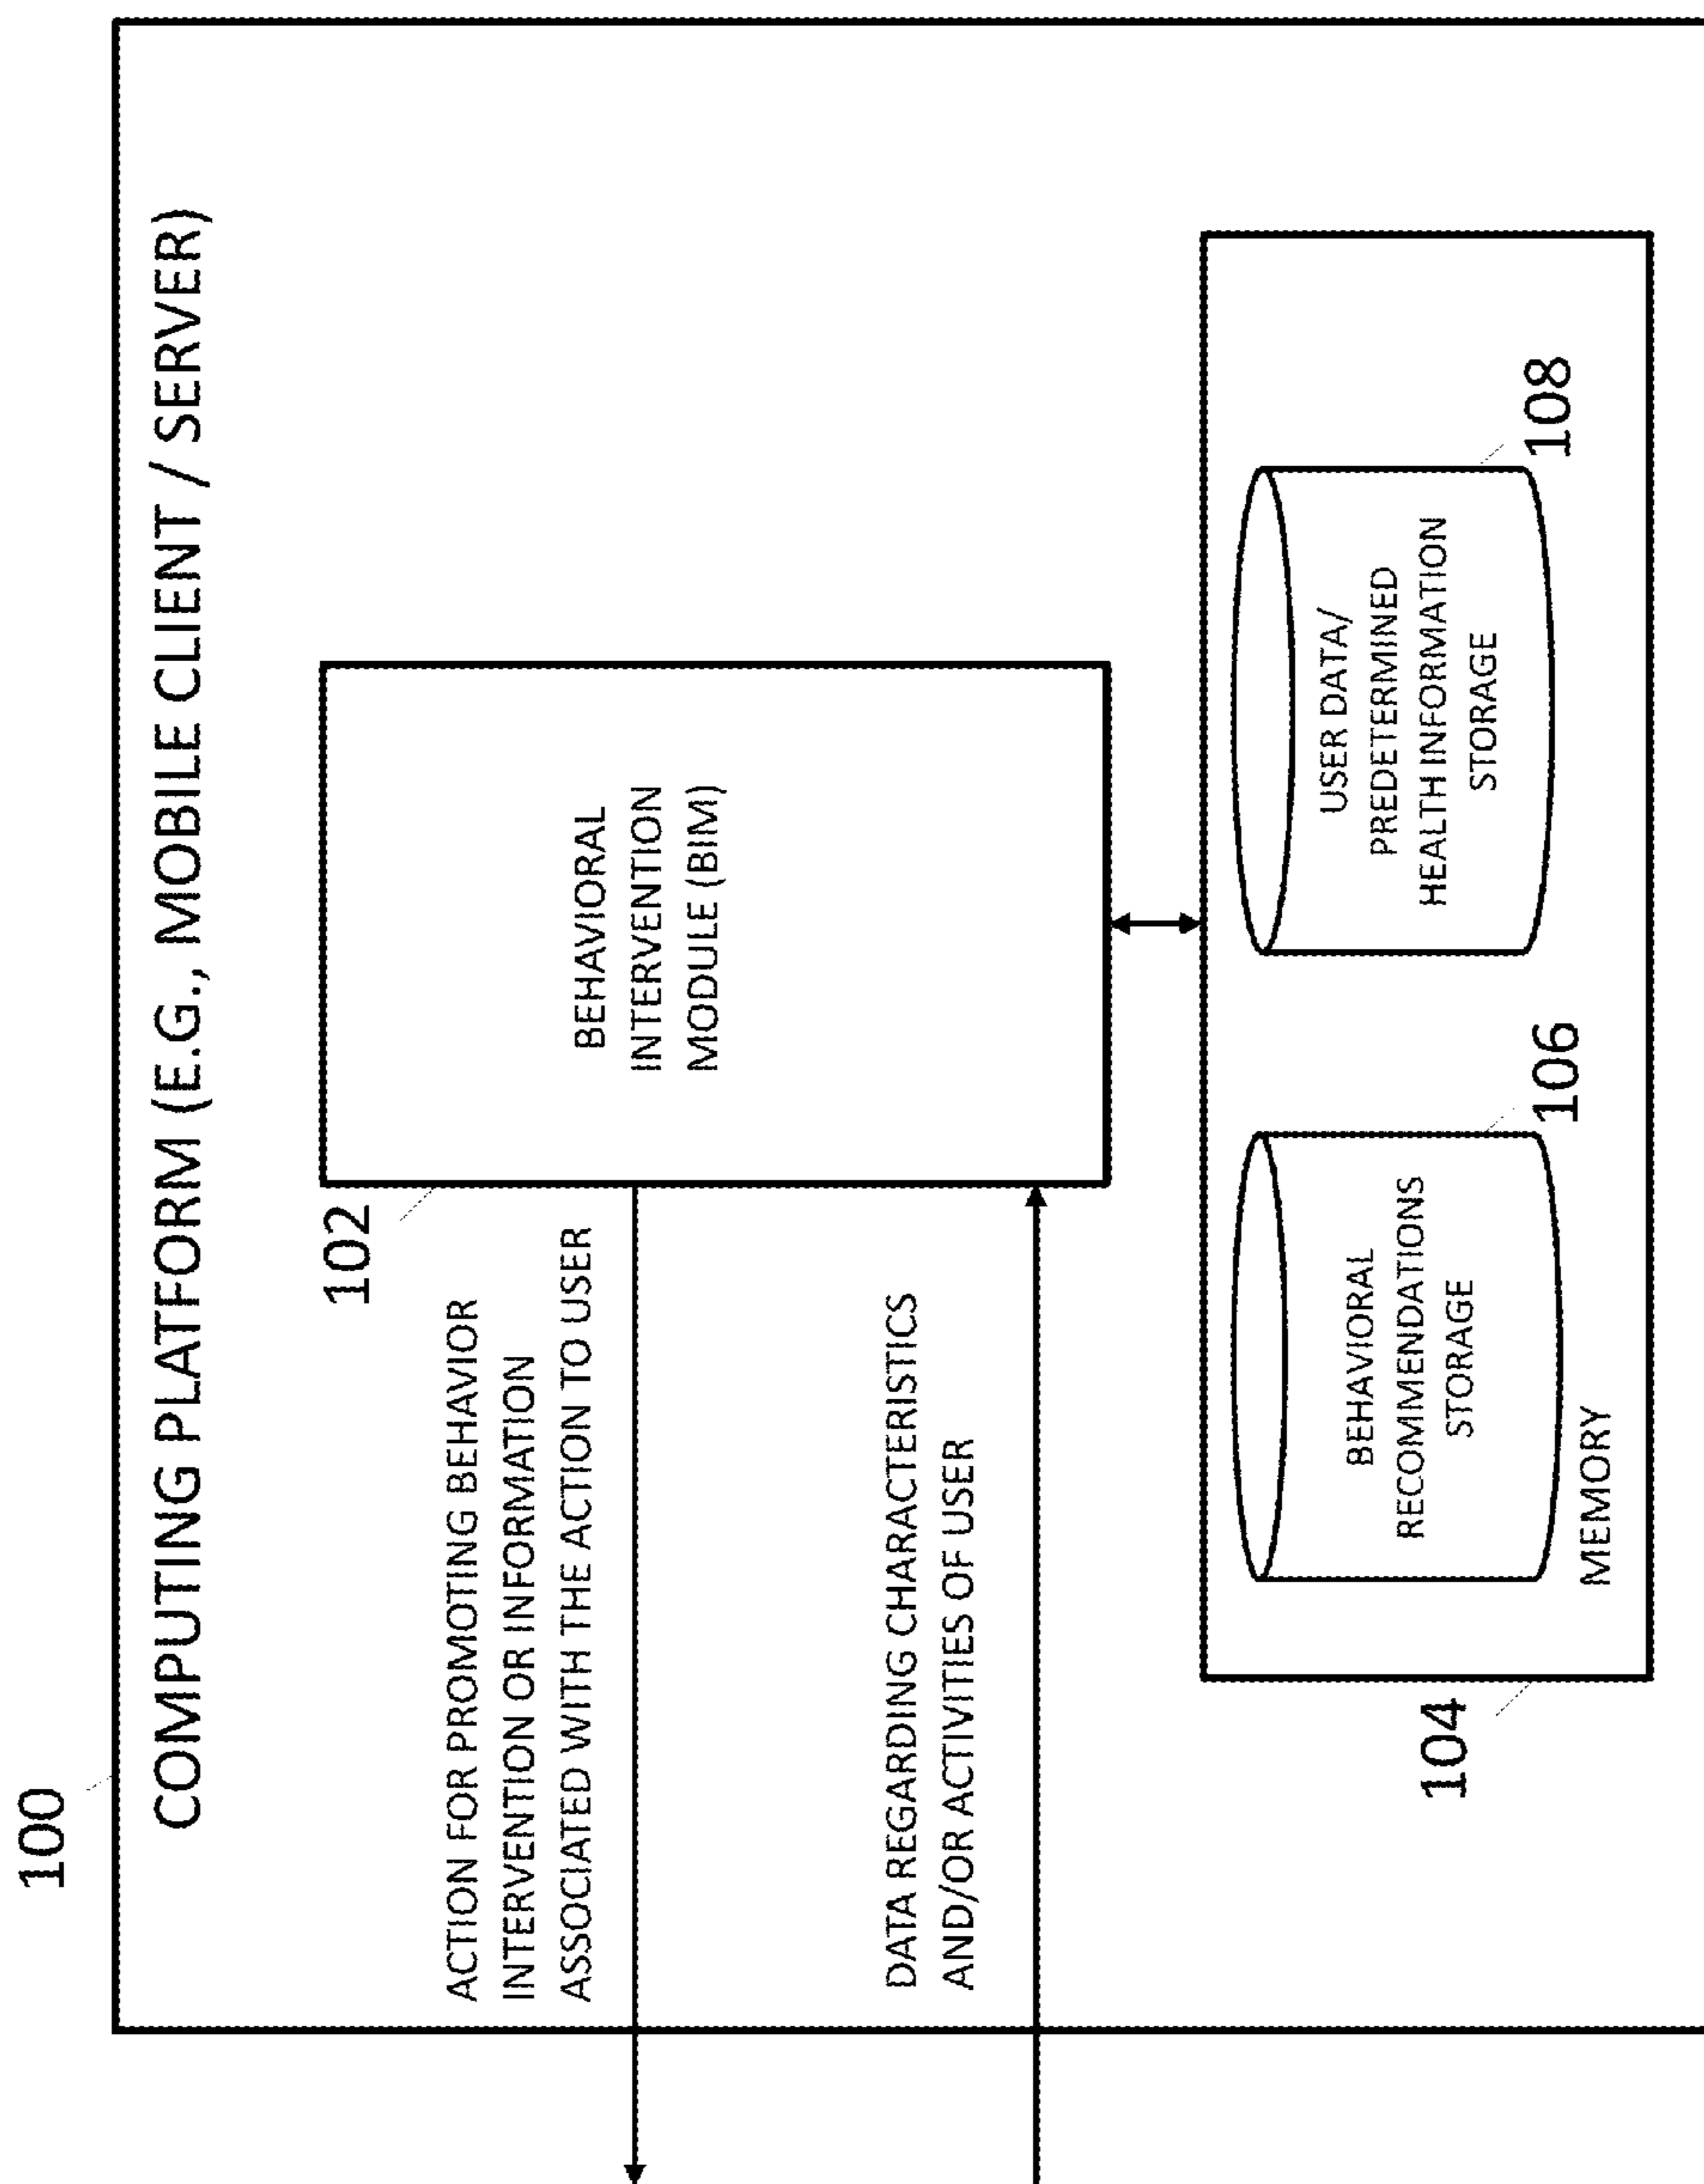 100
COMPUTING PLATFORM (E.G., MOBILE CLIENT / SERVER)
ACTION FOR PROMOTING BEHAVIOR
INTERVENTION OR INFORMATION
ASSOCIATED WITH THE ACTION TO USER
102
BEHAVIORAL
INTERVENTION
MODULE (BIM)
DATA REGARDING CHARACTERISTICS
AND/OR ACTIVITIES OF USER
104
BEHAVIORAL
RECOMMENDATIONS
STORAGE
106
MEMORY
USER DATA/
PREDETERMINED
HEALTH INFORMATION
STORAGE
108